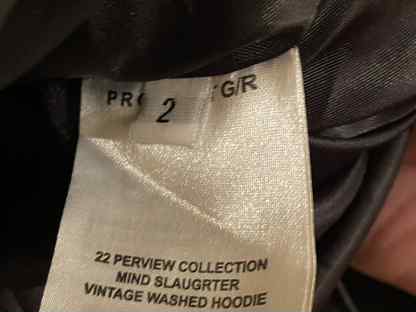 PR G/R
2
22 PERVIEW COLLECTION
MIND SLAUGRTER
VINTAGE WASHED HOODIE